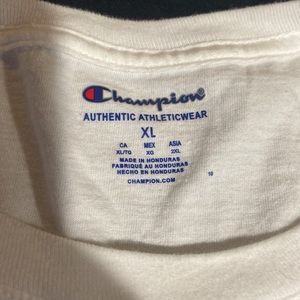 Champion
AUTHENTIC ATHLETICWEAR
XL
CA MEX ASIA
XL/TG XG 2XL
MADE IN HONDURAS
FABRIQUÉ AU HONDURAS
HECHO EN HONDURAS
CHAMPION.COM
10